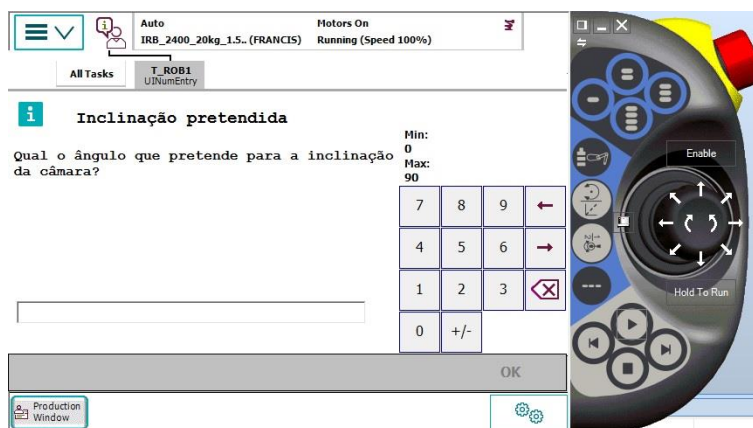 Auto
Motors On
IRB_2400_20kg_1.5.. (FRANCIS)
Running (Speed 100%)
All Tasks
T_ROB1
UINumEntry
i
Inclinação pretendida
Qual o ângulo que pretende para a inclinação
da câmara?
Min:
0
Max:
90
7 8 9
4 5 6
1 2 3
0 +/-
OK
Production
Window
Enable
Hold To Run